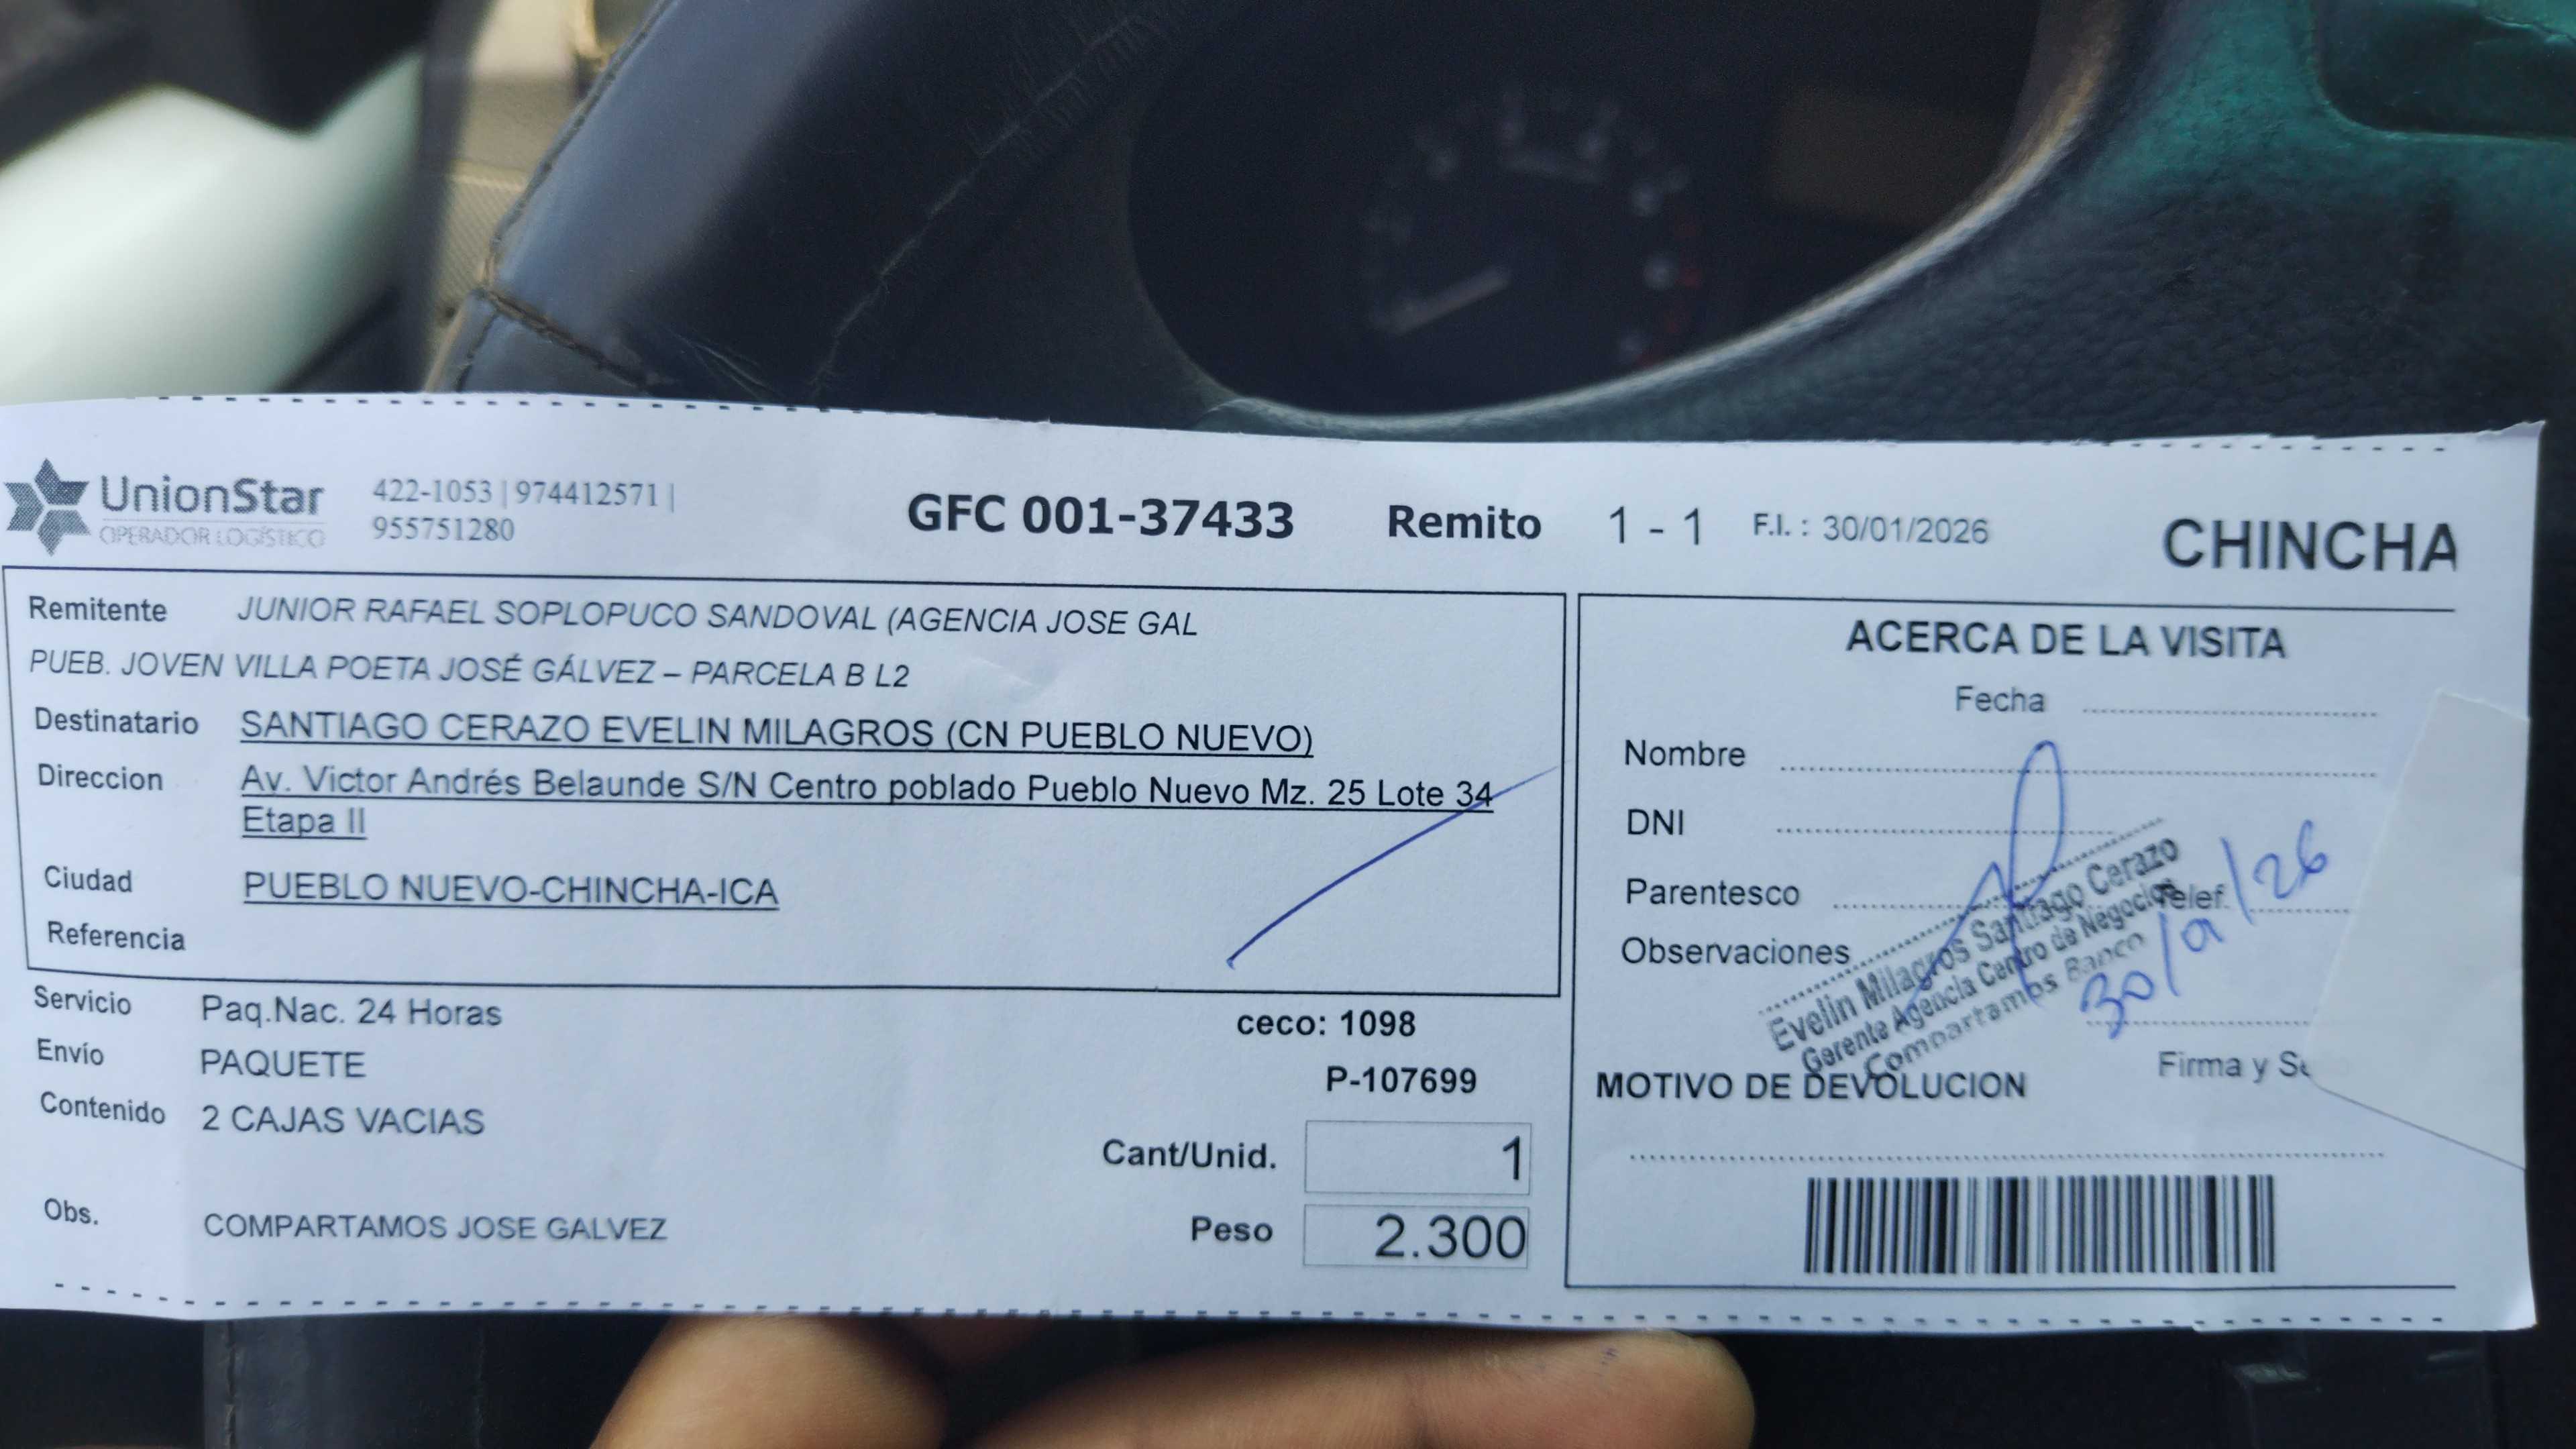 UnionStar
OPERADOR LOGÍSTICO
422-1053 | 974412571 |
955751280
GFC 001-37433
Remito 1 - 1
F.I. : 30/01/2026
CHINCHA
Remitente JUNIOR RAFAEL SOPLOPUCO SANDOVAL (AGENCIA JOSE GAL
PUEB. JOVEN VILLA POETA JOSÉ GÁLVEZ – PARCELA B L2
Destinatario SANTIAGO CERAZO EVELIN MILAGROS (CN PUEBLO NUEVO)
Direccion Av. Victor Andrés Belaunde S/N Centro poblado Pueblo Nuevo Mz. 25 Lote 34
Etapa II
Ciudad PUEBLO NUEVO-CHINCHA-ICA
Referencia
Servicio Paq.Nac. 24 Horas
Envío PAQUETE
Contenido 2 CAJAS VACIAS
Obs. COMPARTAMOS JOSE GALVEZ
ceco: 1098
P-107699
Cant/Unid. 1
Peso 2.300
ACERCA DE LA VISITA
Fecha
Nombre
DNI
Parentesco
Telef.
Observaciones
Evelin Milagros Santiago Cerazo
Gerente Agencia Centro de Negocios
Compartamos Banco
30/01/26
Firma y
MOTIVO DE DEVOLUCION